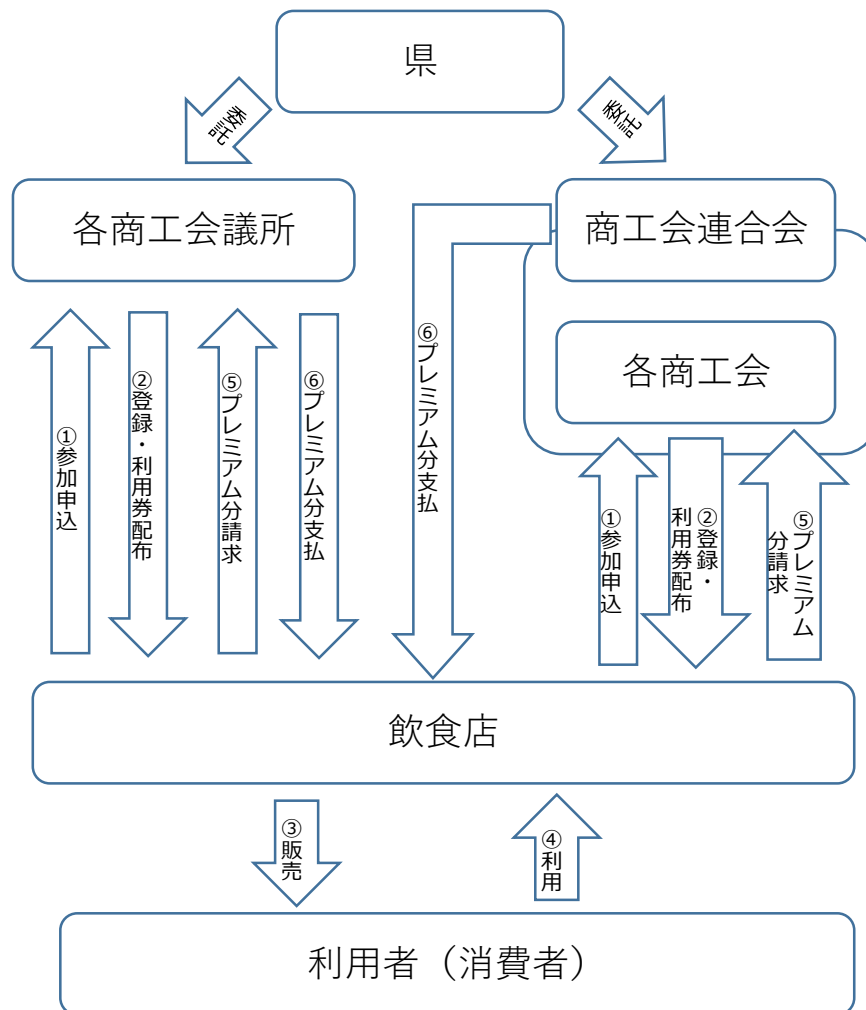 県
委託
委託
各商工会議所
商工会連合会
各商工会
①参加申込
②登録・利用券配布
⑤プレミアム分請求
⑥プレミアム分支払
⑥プレミアム分支払
①参加申込
②登録・
利用券配布
⑤プレミアム
分請求
飲食店
③販売
④利用
利用者（消費者）